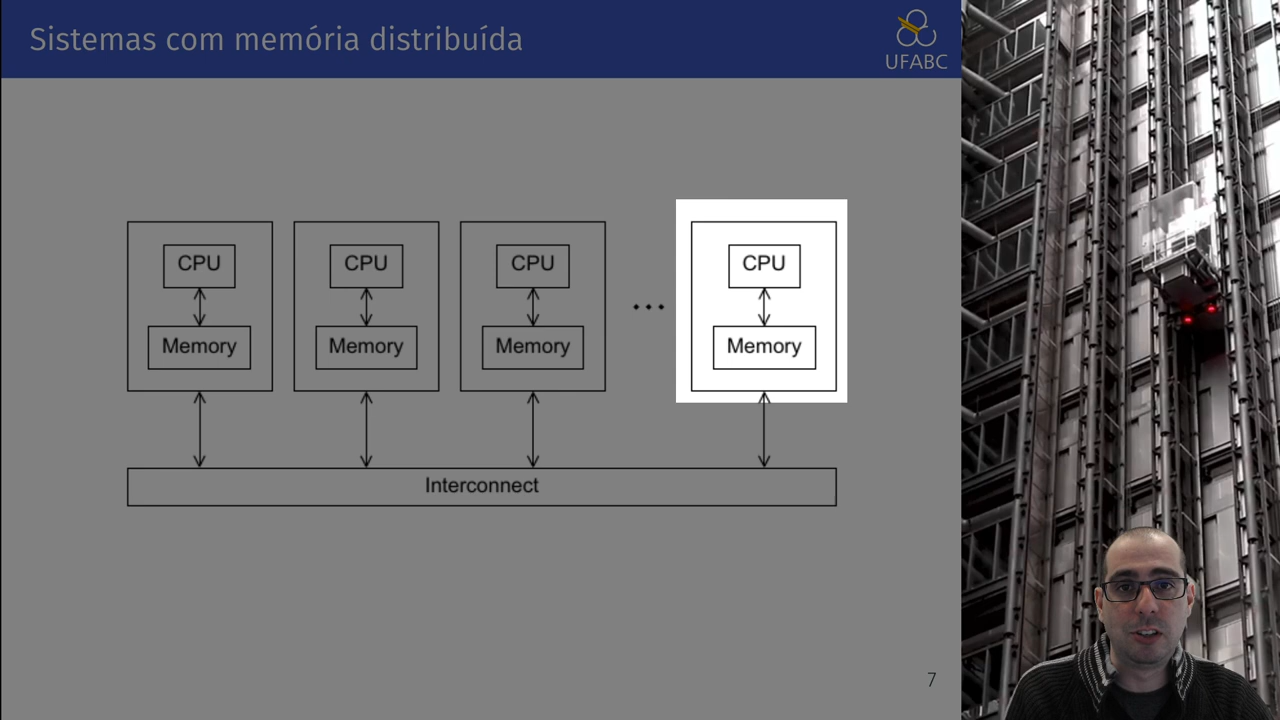 Sistemas com memória distribuída
UFABC
CPU CPU CPU CPU
...
Memory Memory Memory Memory
Interconnect
7